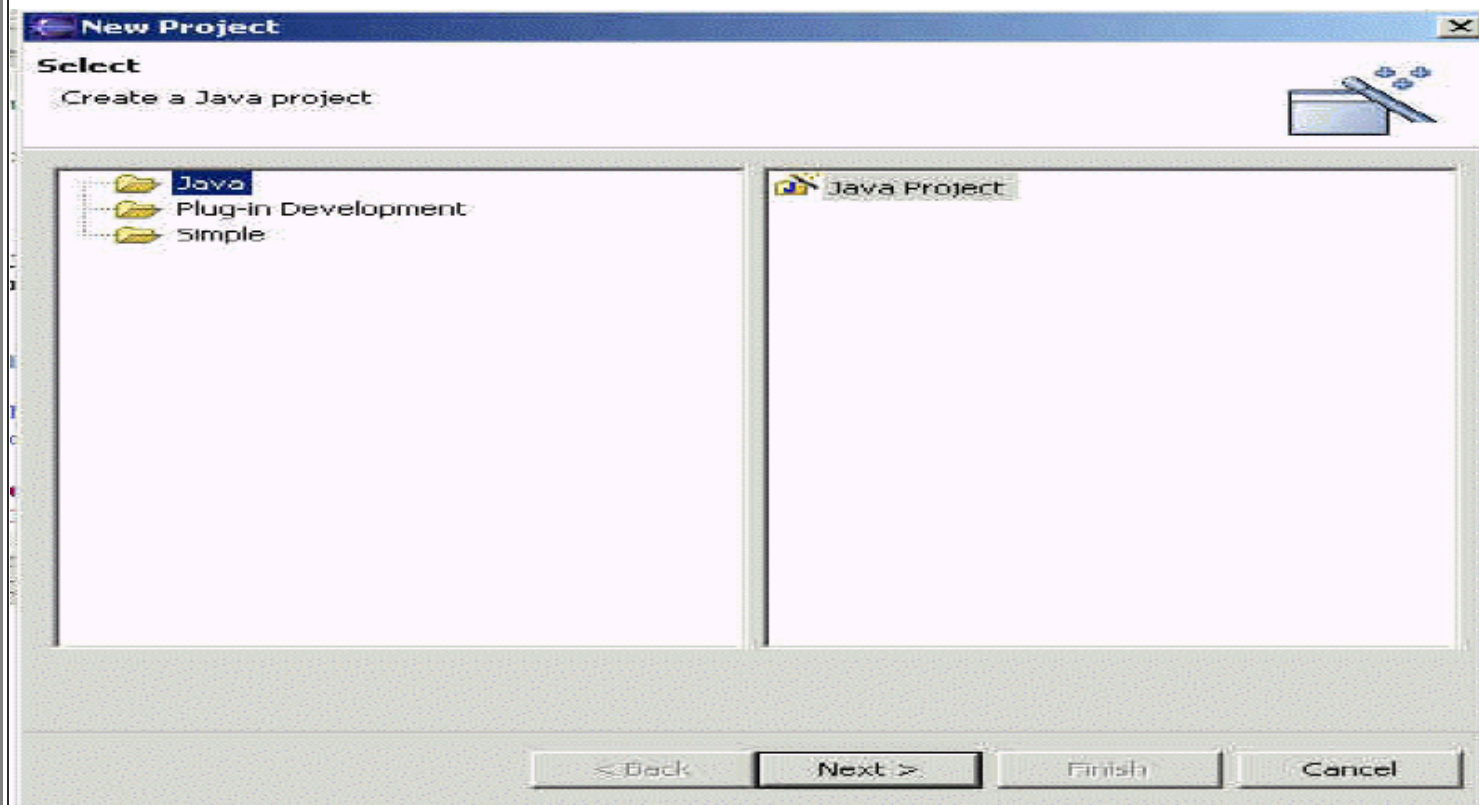 New Project
Select
Create a Java project
Java
Plug-in Development
Simple
Java Project
< Back
Next >
Finish
Cancel